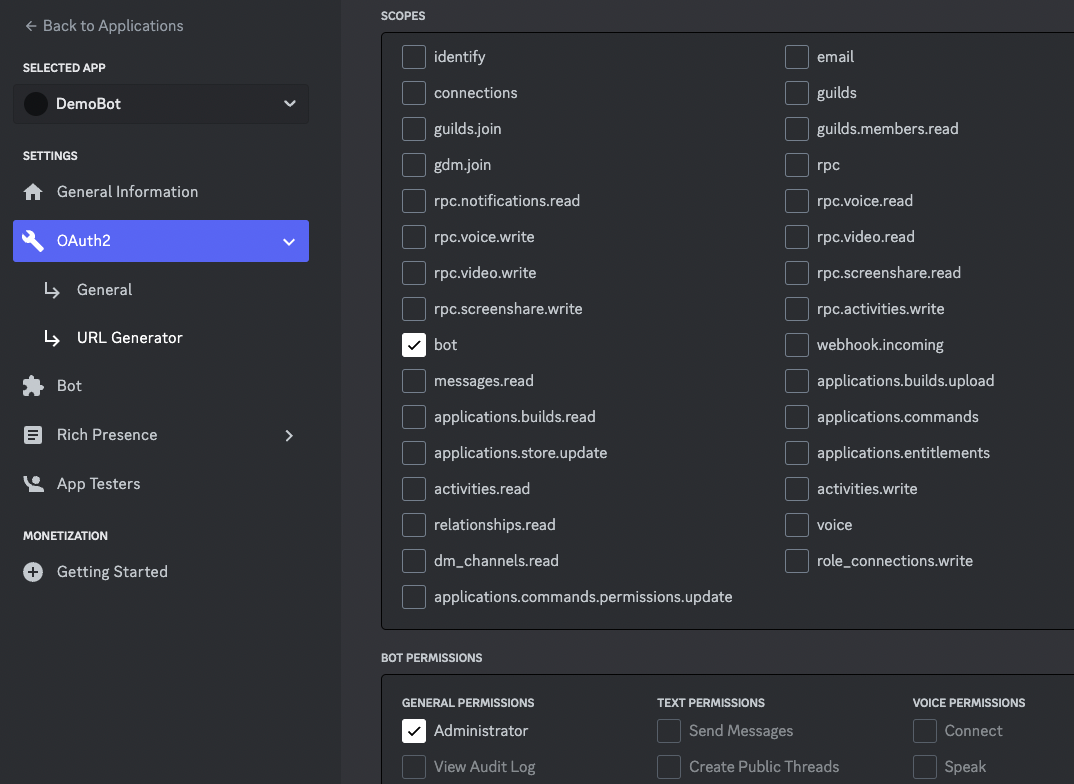 Back to Applications
SELECTED APP
DemoBot
SETTINGS
General Information
OAuth2
General
URL Generator
Bot
Rich Presence
App Testers
MONETIZATION
Getting Started
SCOPES
identify email
connections guilds
guilds.join guilds.members.read
gdm.join rpc
rpc.notifications.read rpc.voice.read
rpc.voice.write rpc.video.read
rpc.video.write rpc.screenshare.read
rpc.screenshare.write rpc.activities.write
bot webhook.incoming
messages.read applications.builds.upload
applications.builds.read applications.commands
applications.store.update applications.entitlements
activities.read activities.write
relationships.read voice
dm_channels.read role_connections.write
applications.commands.permissions.update
BOT PERMISSIONS
GENERAL PERMISSIONS TEXT PERMISSIONS VOICE PERMISSIONS
Administrator Send Messages Connect
View Audit Log Create Public Threads Speak